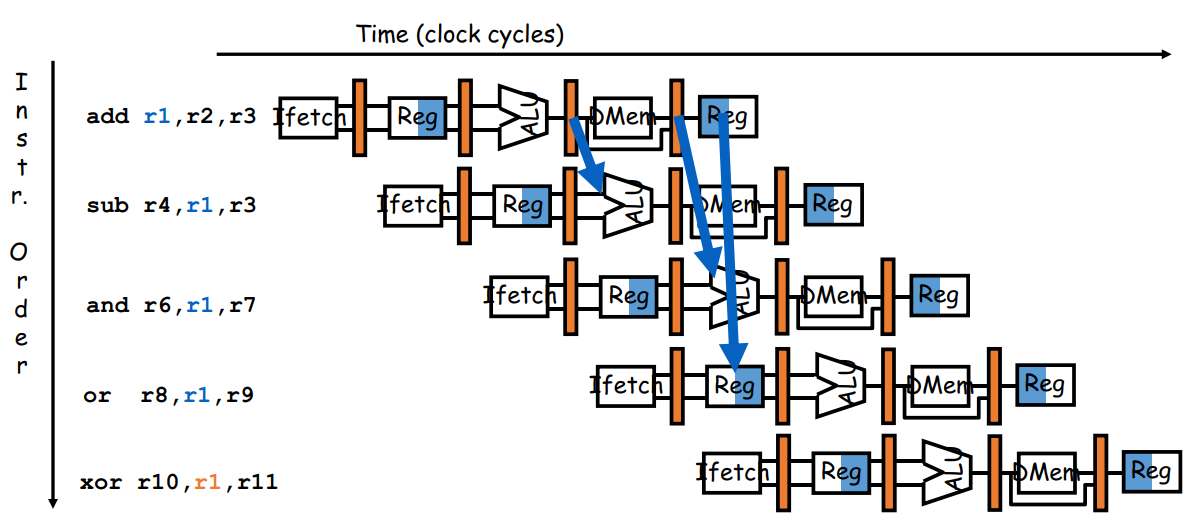 Time (clock cycles)
Instr. Order
add r1,r2,r3 Ifetch Reg ALU DMem Reg
sub r4,r1,r3 Ifetch Reg ALU DMem Reg
and r6,r1,r7 Ifetch Reg ALU DMem Reg
or r8,r1,r9 Ifetch Reg ALU DMem Reg
xor r10,r1,r11 Ifetch Reg ALU DMem Reg